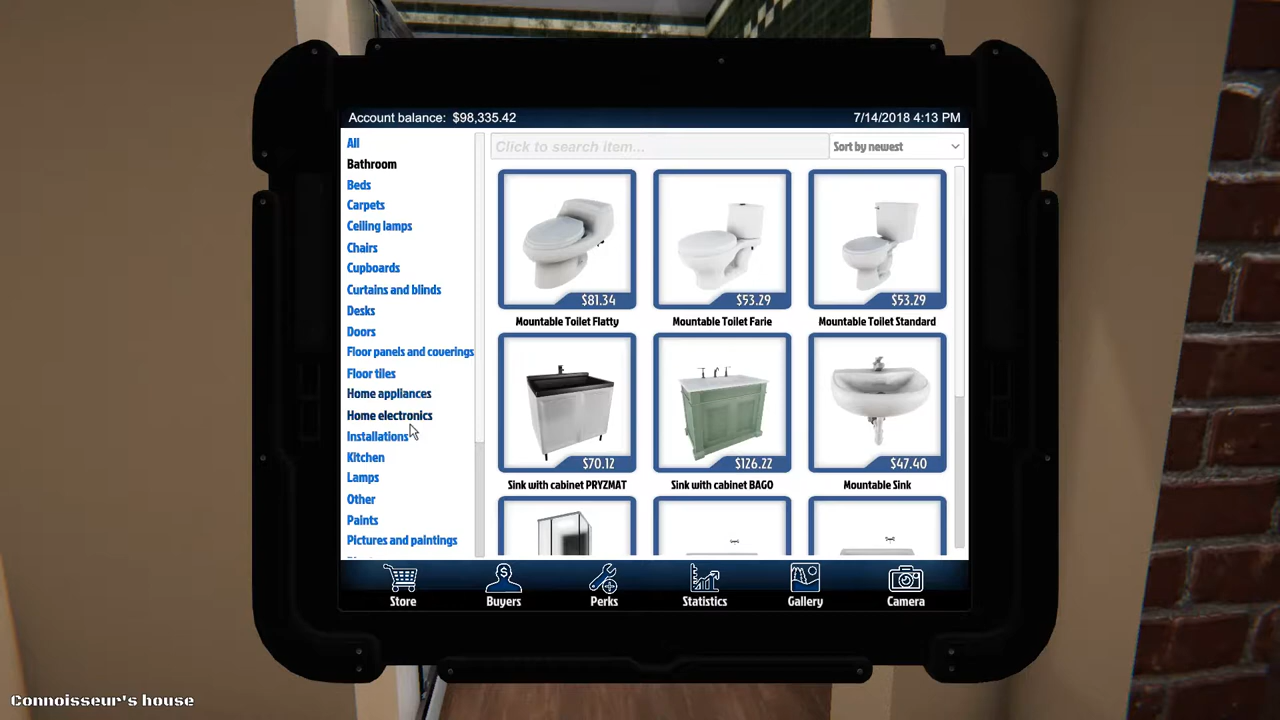 Account balance: $98,335.42
7/14/2018 4:13 PM
All
Bathroom
Beds
Carpets
Ceiling lamps
Chairs
Cupboards
Curtains and blinds
Desks
Doors
Floor panels and coverings
Floor tiles
Home appliances
Home electronics
Installations
Kitchen
Lamps
Other
Paints
Pictures and paintings
Click to search item...
Sort by newest
$81.34
$53.29
$53.29
Mountable Toilet Flatty
Mountable Toilet Farie
Mountable Toilet Standard
$70.12
$126.22
$47.40
Sink with cabinet PRYZMAT
Sink with cabinet BAGO
Mountable Sink
Store
Buyers
Perks
Statistics
Gallery
Camera
Connoisseur's house